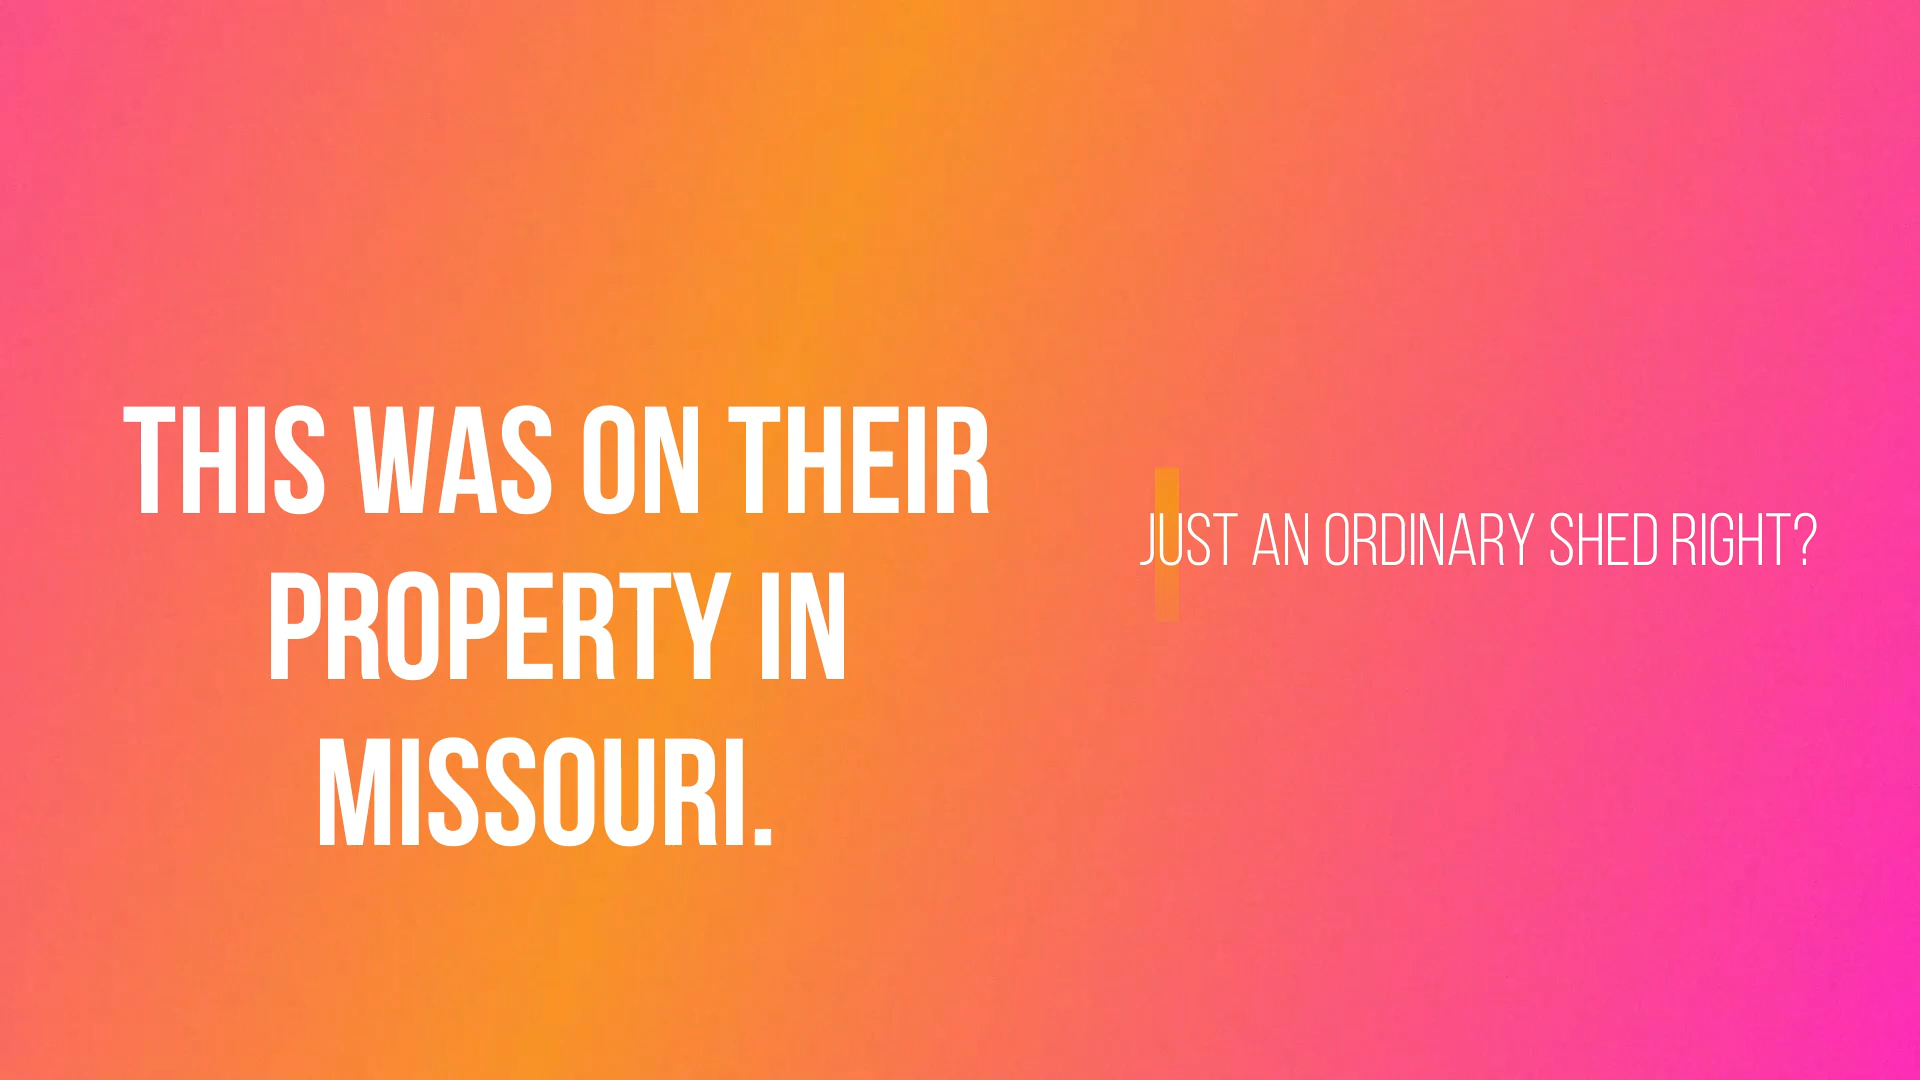 THIS WAS ON THEIR
PROPERTY IN
MISSOURI.
JUST AN ORDINARY SHED RIGHT?